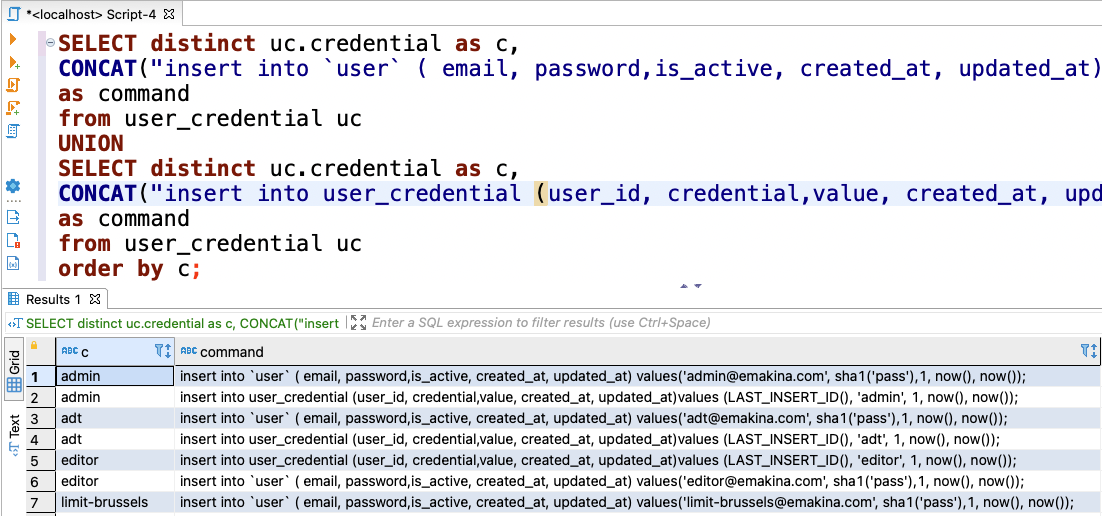 *<localhost> Script-4
SELECT distinct uc.credential as c,
CONCAT("insert into `user` ( email, password,is_active, created_at, updated_at)
as command
from user_credential uc
UNION
SELECT distinct uc.credential as c,
CONCAT("insert into user_credential (user_id, credential,value, created_at, upd
as command
from user_credential uc
order by c;
Results 1
SELECT distinct uc.credential as c, CONCAT("insert Enter a SQL expression to filter results (use Ctrl+Space)
Grid
Text
ABC c ABC command
1 admin insert into `user` ( email, password,is_active, created_at, updated_at) values('admin@emakina.com', sha1('pass'),1, now(), now());
2 admin insert into user_credential (user_id, credential,value, created_at, updated_at)values (LAST_INSERT_ID(), 'admin', 1, now(), now());
3 adt insert into `user` ( email, password,is_active, created_at, updated_at) values('adt@emakina.com', sha1('pass'),1, now(), now());
4 adt insert into user_credential (user_id, credential,value, created_at, updated_at)values (LAST_INSERT_ID(), 'adt', 1, now(), now());
5 editor insert into user_credential (user_id, credential,value, created_at, updated_at)values (LAST_INSERT_ID(), 'editor', 1, now(), now());
6 editor insert into `user` ( email, password,is_active, created_at, updated_at) values('editor@emakina.com', sha1('pass'),1, now(), now());
7 limit-brussels insert into `user` ( email, password,is_active, created_at, updated_at) values('limit-brussels@emakina.com', sha1('pass'),1, now(), now());